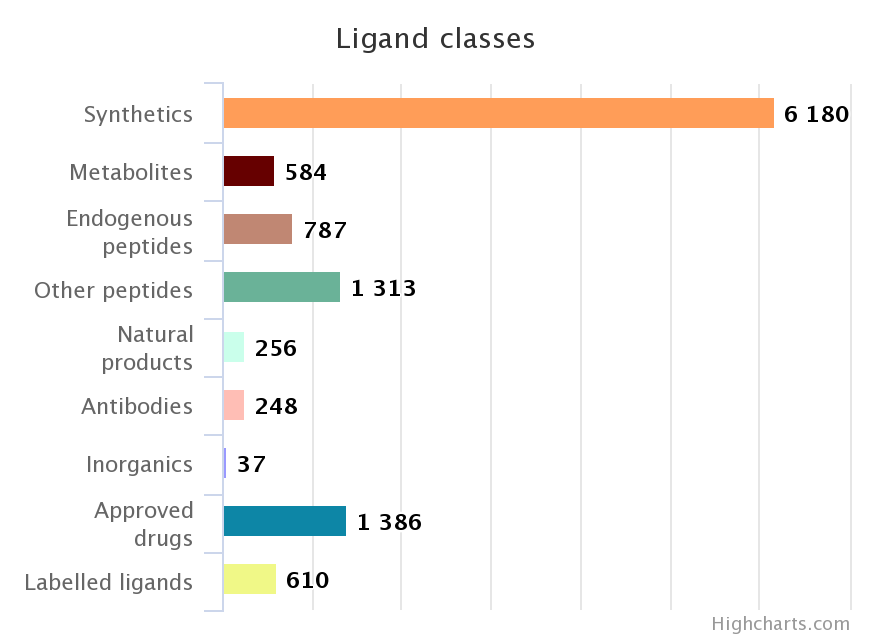 Ligand classes
Synthetics
6 180
Metabolites
584
Endogenous
peptides
787
Other peptides
1 313
Natural
products
256
Antibodies
248
Inorganics
37
Approved
drugs
1 386
Labelled ligands
610
Highcharts.com